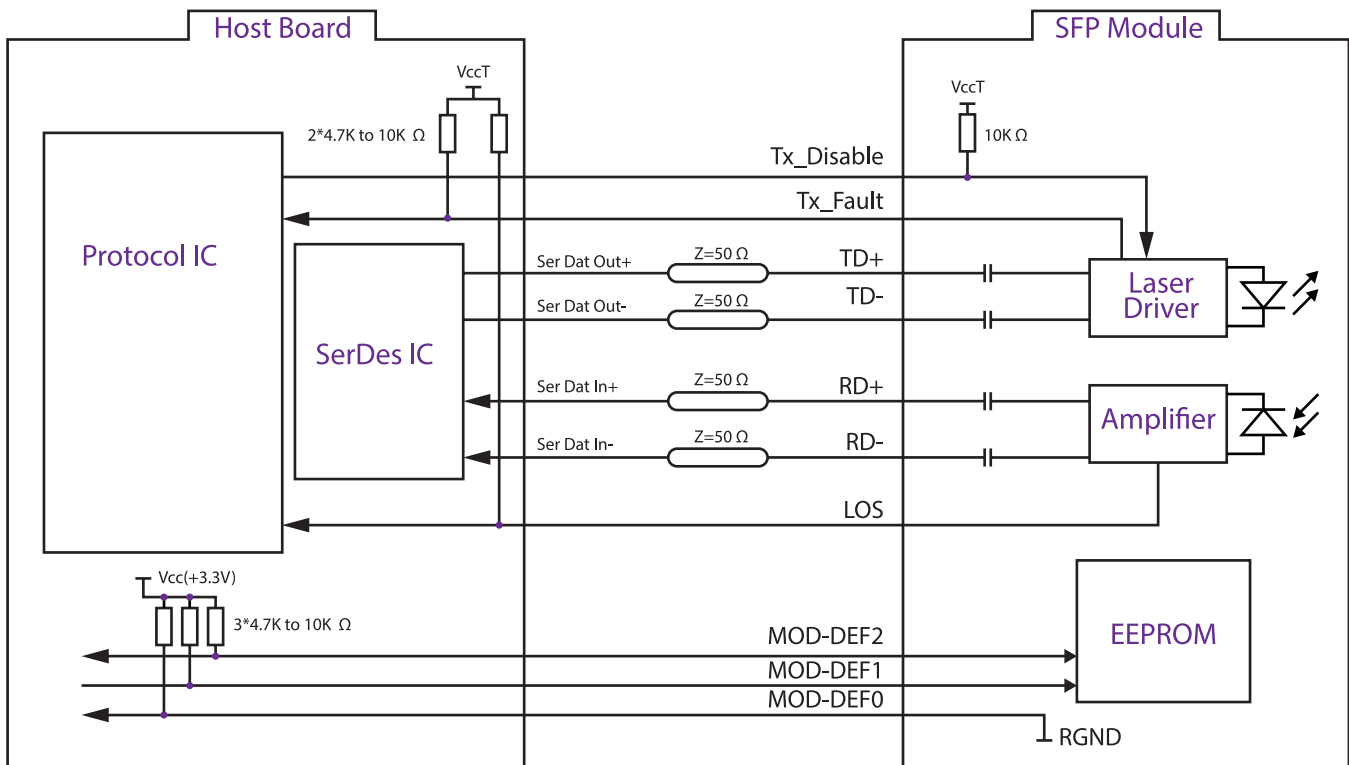 Host Board
SFP Module
VccT
VccT
2*4.7K to 10K Ω
10K Ω
Tx_Disable
Tx_Fault
Protocol IC
Ser Dat Out+
Z=50 Ω
TD+
Laser
Driver
Ser Dat Out-
Z=50 Ω
TD-
SerDes IC
Ser Dat In+
Z=50 Ω
RD+
Amplifier
Ser Dat In-
Z=50 Ω
RD-
LOS
Vcc(+3.3V)
3*4.7K to 10K Ω
MOD-DEF2
EEPROM
MOD-DEF1
MOD-DEF0
RGND